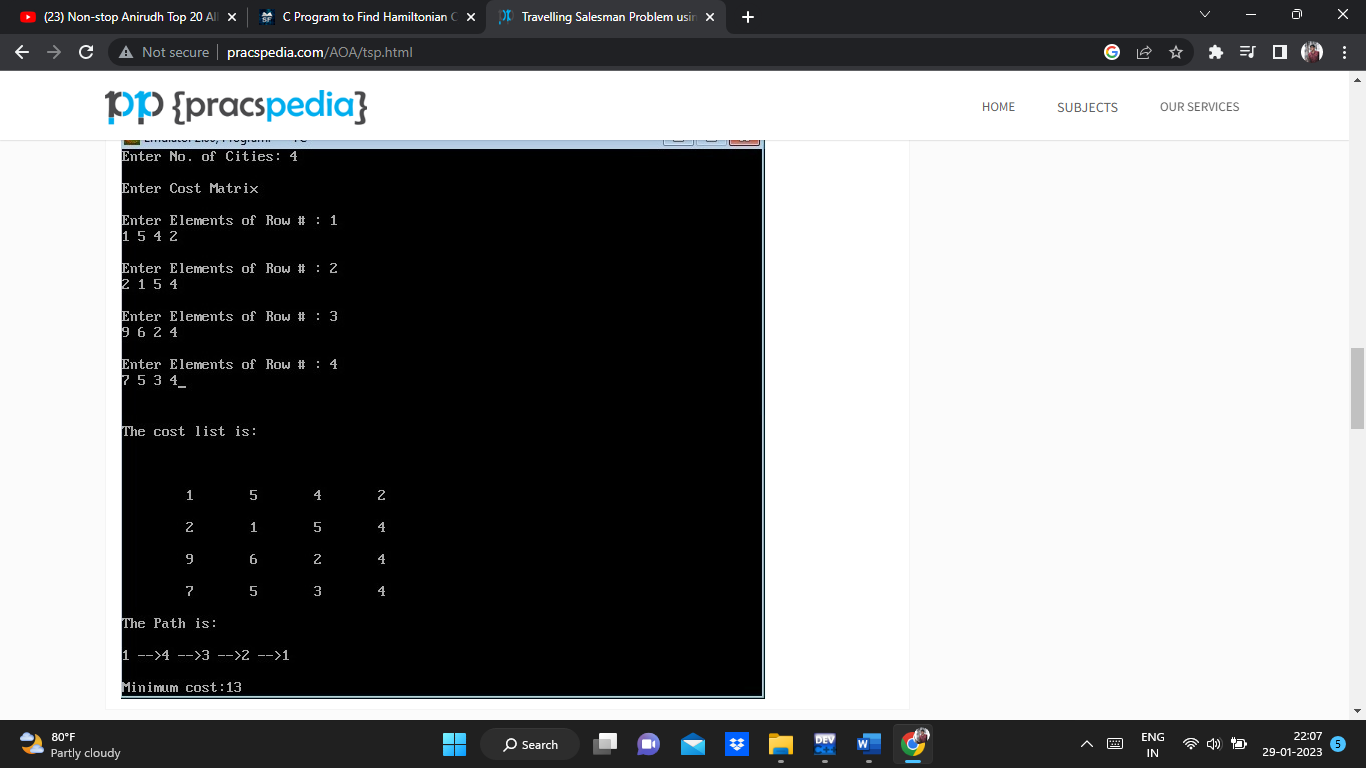 (23) Non-stop Anirudh Top 20 All
C Program to Find Hamiltonian C
Travelling Salesman Problem usin
Not secure | pracspedia.com/AOA/tsp.html
pp {pracspedia}
HOME SUBJECTS OUR SERVICES
Enter No. of Cities: 4
Enter Cost Matrix
Enter Elements of Row # : 1
1 5 4 2
Enter Elements of Row # : 2
2 1 5 4
Enter Elements of Row # : 3
9 6 2 4
Enter Elements of Row # : 4
7 5 3 4_
The cost list is:
1 5 4 2
2 1 5 4
9 6 2 4
7 5 3 4
The Path is:
1 -->4 -->3 -->2 -->1
Minimum cost:13
80°F
Partly cloudy
Search
DEV
ENG
IN
22:07
29-01-2023
5